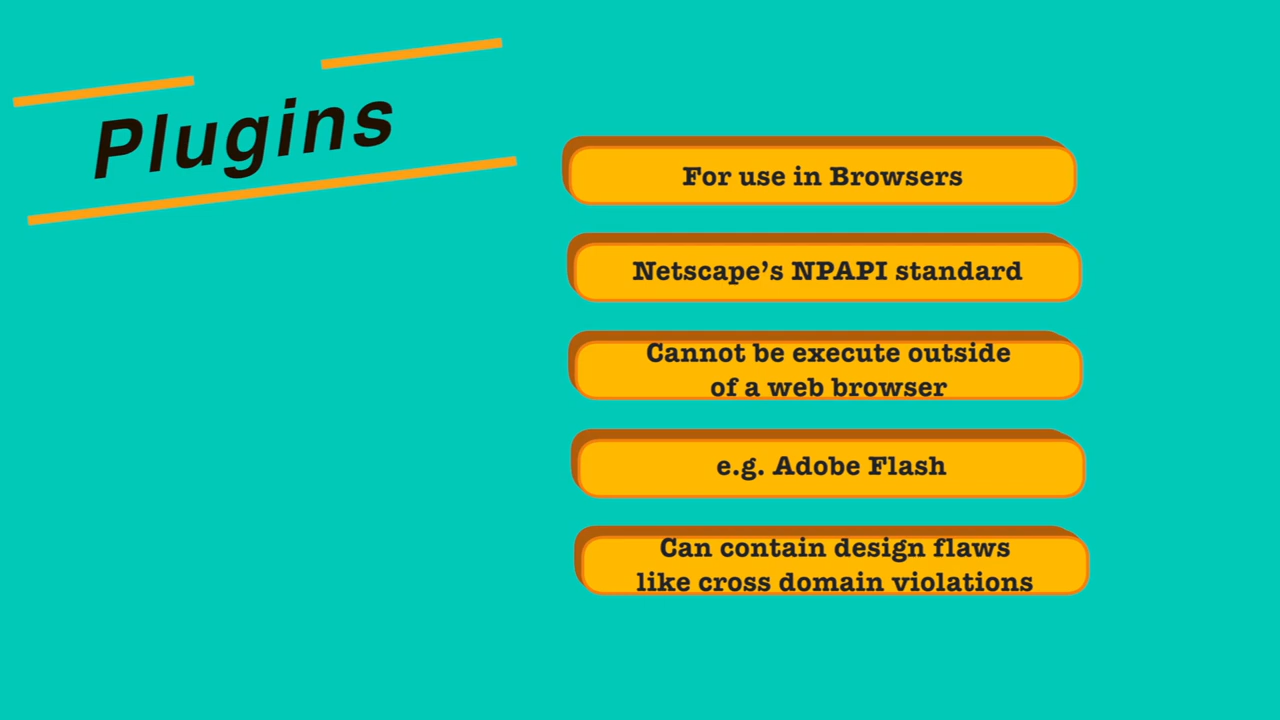 Plugins
For use in Browsers
Netscape’s NPAPI standard
Cannot be execute outside
of a web browser
e.g. Adobe Flash
Can contain design flaws
like cross domain violations